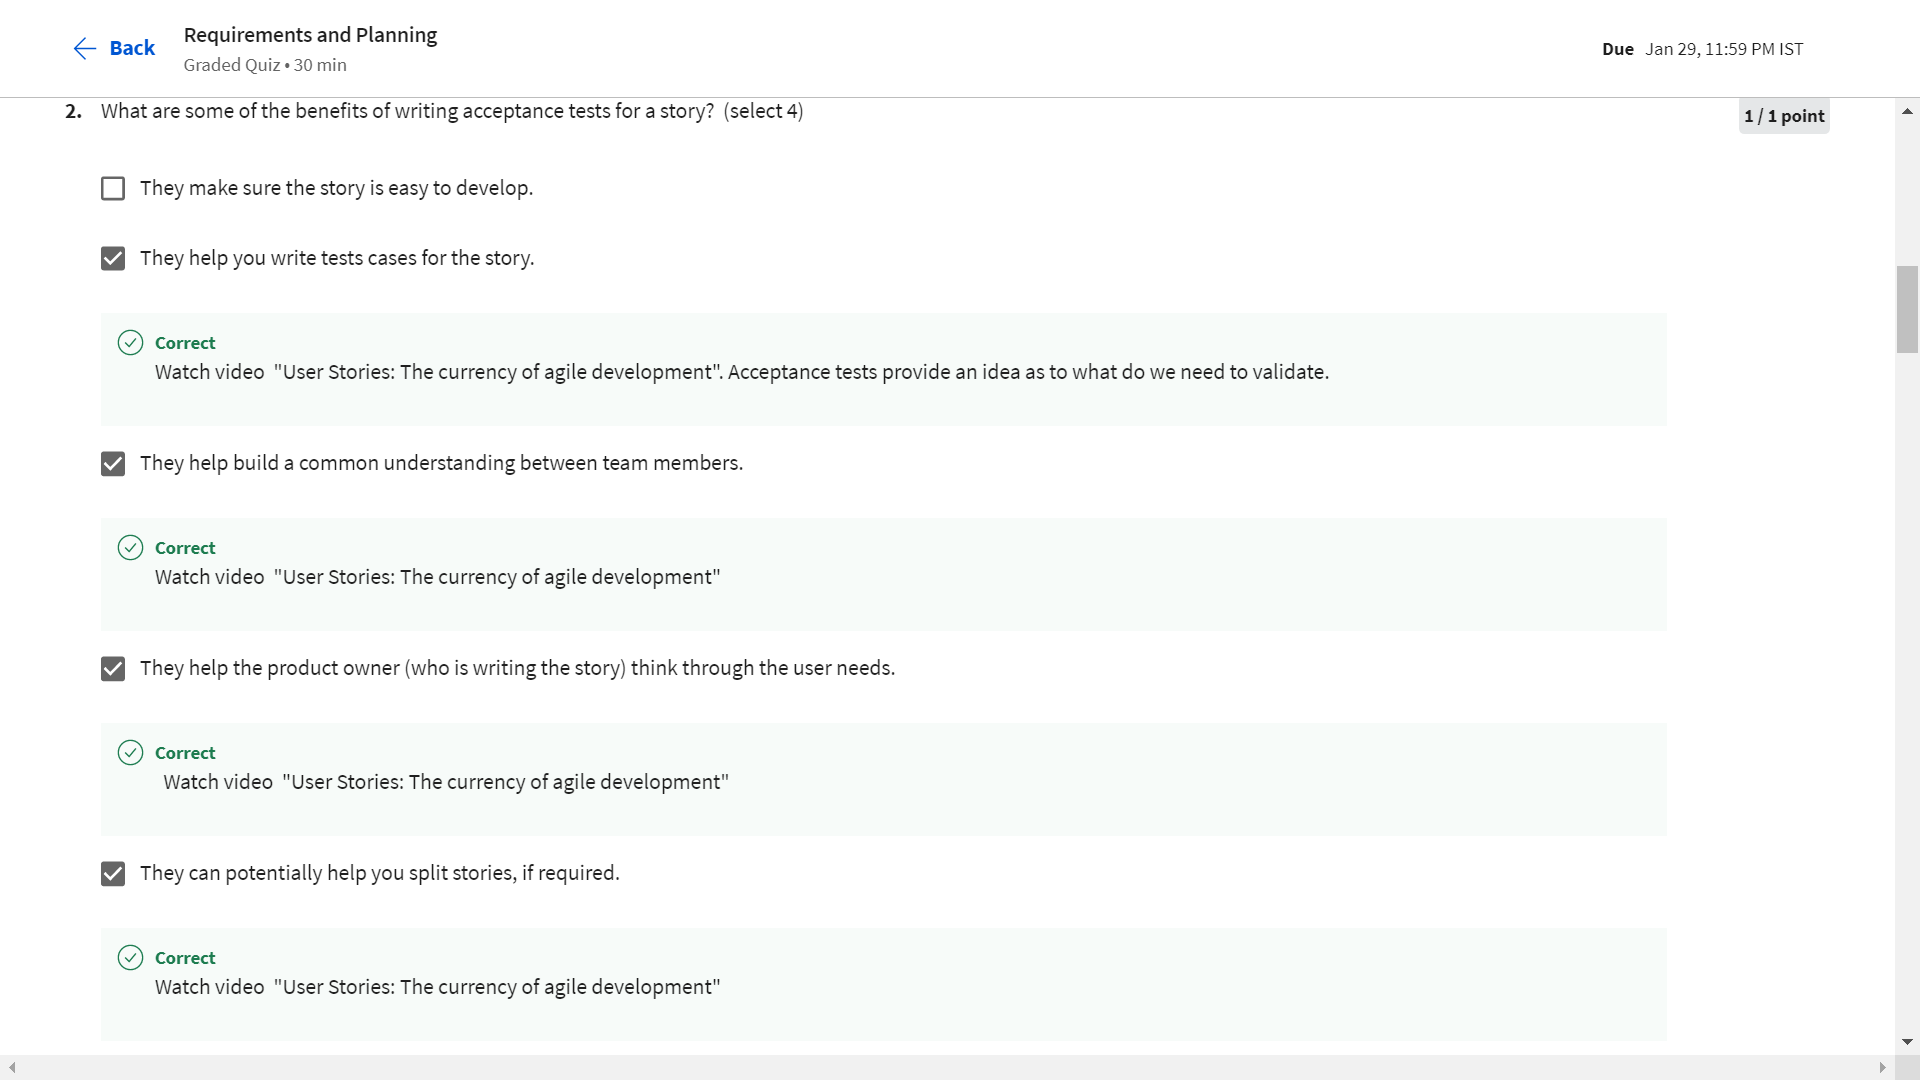 Back
Requirements and Planning
Graded Quiz • 30 min
Due Jan 29, 11:59 PM IST
2. What are some of the benefits of writing acceptance tests for a story? (select 4)
1 / 1 point
They make sure the story is easy to develop.
They help you write tests cases for the story.
Correct
Watch video "User Stories: The currency of agile development". Acceptance tests provide an idea as to what do we need to validate.
They help build a common understanding between team members.
Correct
Watch video "User Stories: The currency of agile development"
They help the product owner (who is writing the story) think through the user needs.
Correct
Watch video "User Stories: The currency of agile development"
They can potentially help you split stories, if required.
Correct
Watch video "User Stories: The currency of agile development"